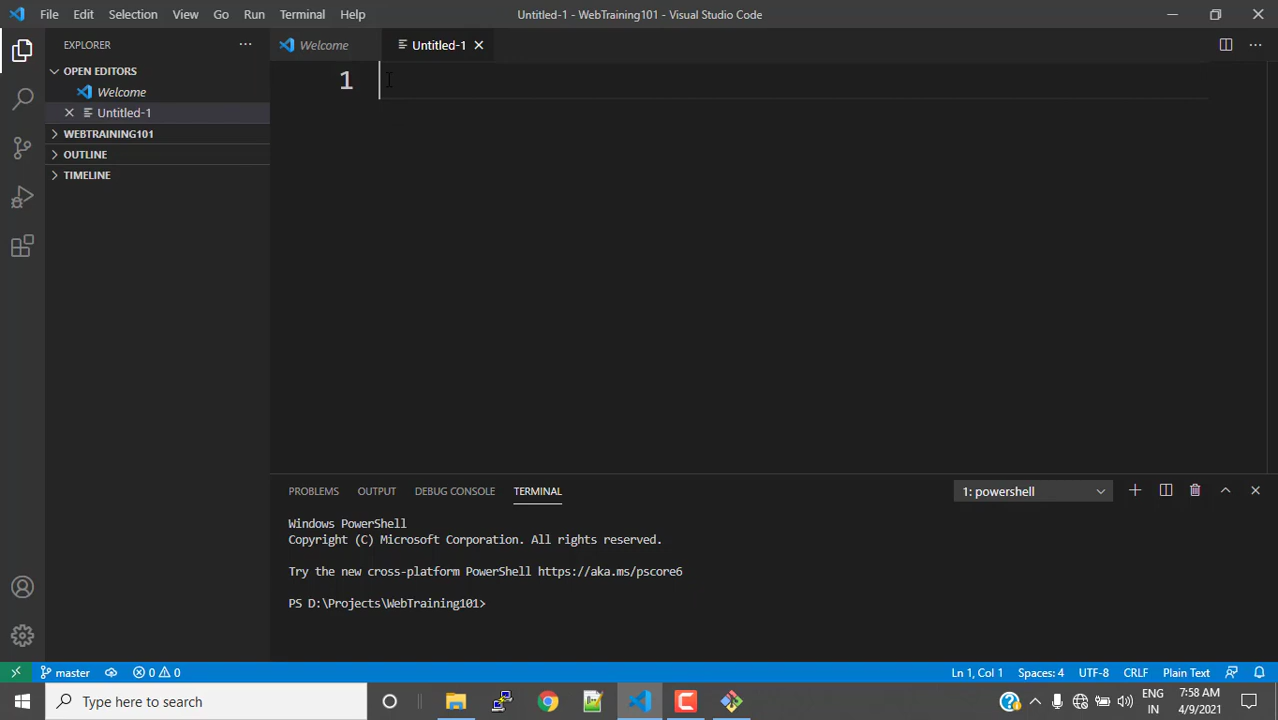 File Edit Selection View Go Run Terminal Help Untitled-1 - WebTraining101 - Visual Studio Code
EXPLORER
Welcome Untitled-1
OPEN EDITORS
Welcome
Untitled-1
WEBTRAINING101
OUTLINE
TIMELINE
1
PROBLEMS OUTPUT DEBUG CONSOLE TERMINAL 1: powershell
Windows PowerShell
Copyright (C) Microsoft Corporation. All rights reserved.
Try the new cross-platform PowerShell https://aka.ms/pscore6
PS D:\Projects\WebTraining101>
master 0 0 Ln 1, Col 1 Spaces: 4 UTF-8 CRLF Plain Text
Type here to search
ENG
IN
7:58 AM
4/9/2021